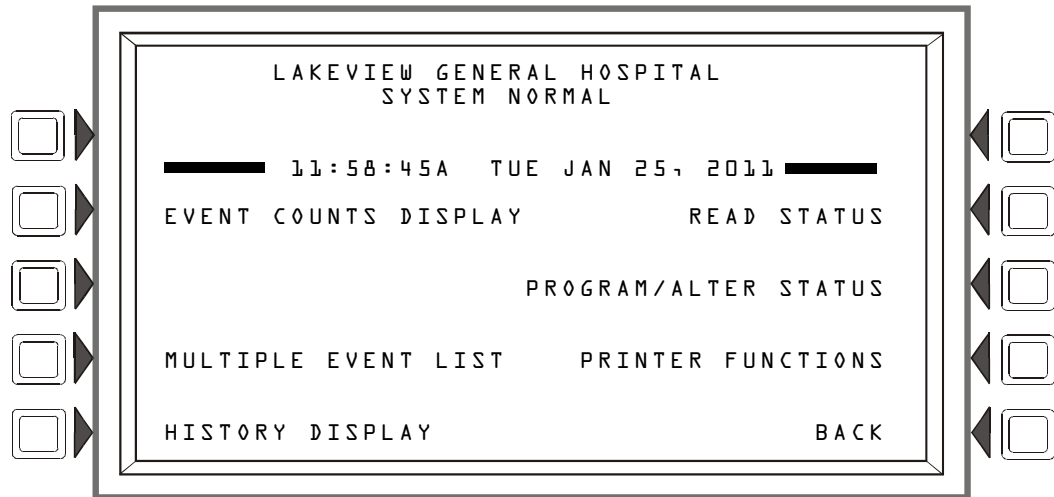 LAKEVIEW GENERAL HOSPITAL
SYSTEM NORMAL
11:58:45A TUE JAN 25, 2011
EVENT COUNTS DISPLAY READ STATUS
PROGRAM/ALTER STATUS
MULTIPLE EVENT LIST PRINTER FUNCTIONS
HISTORY DISPLAY BACK